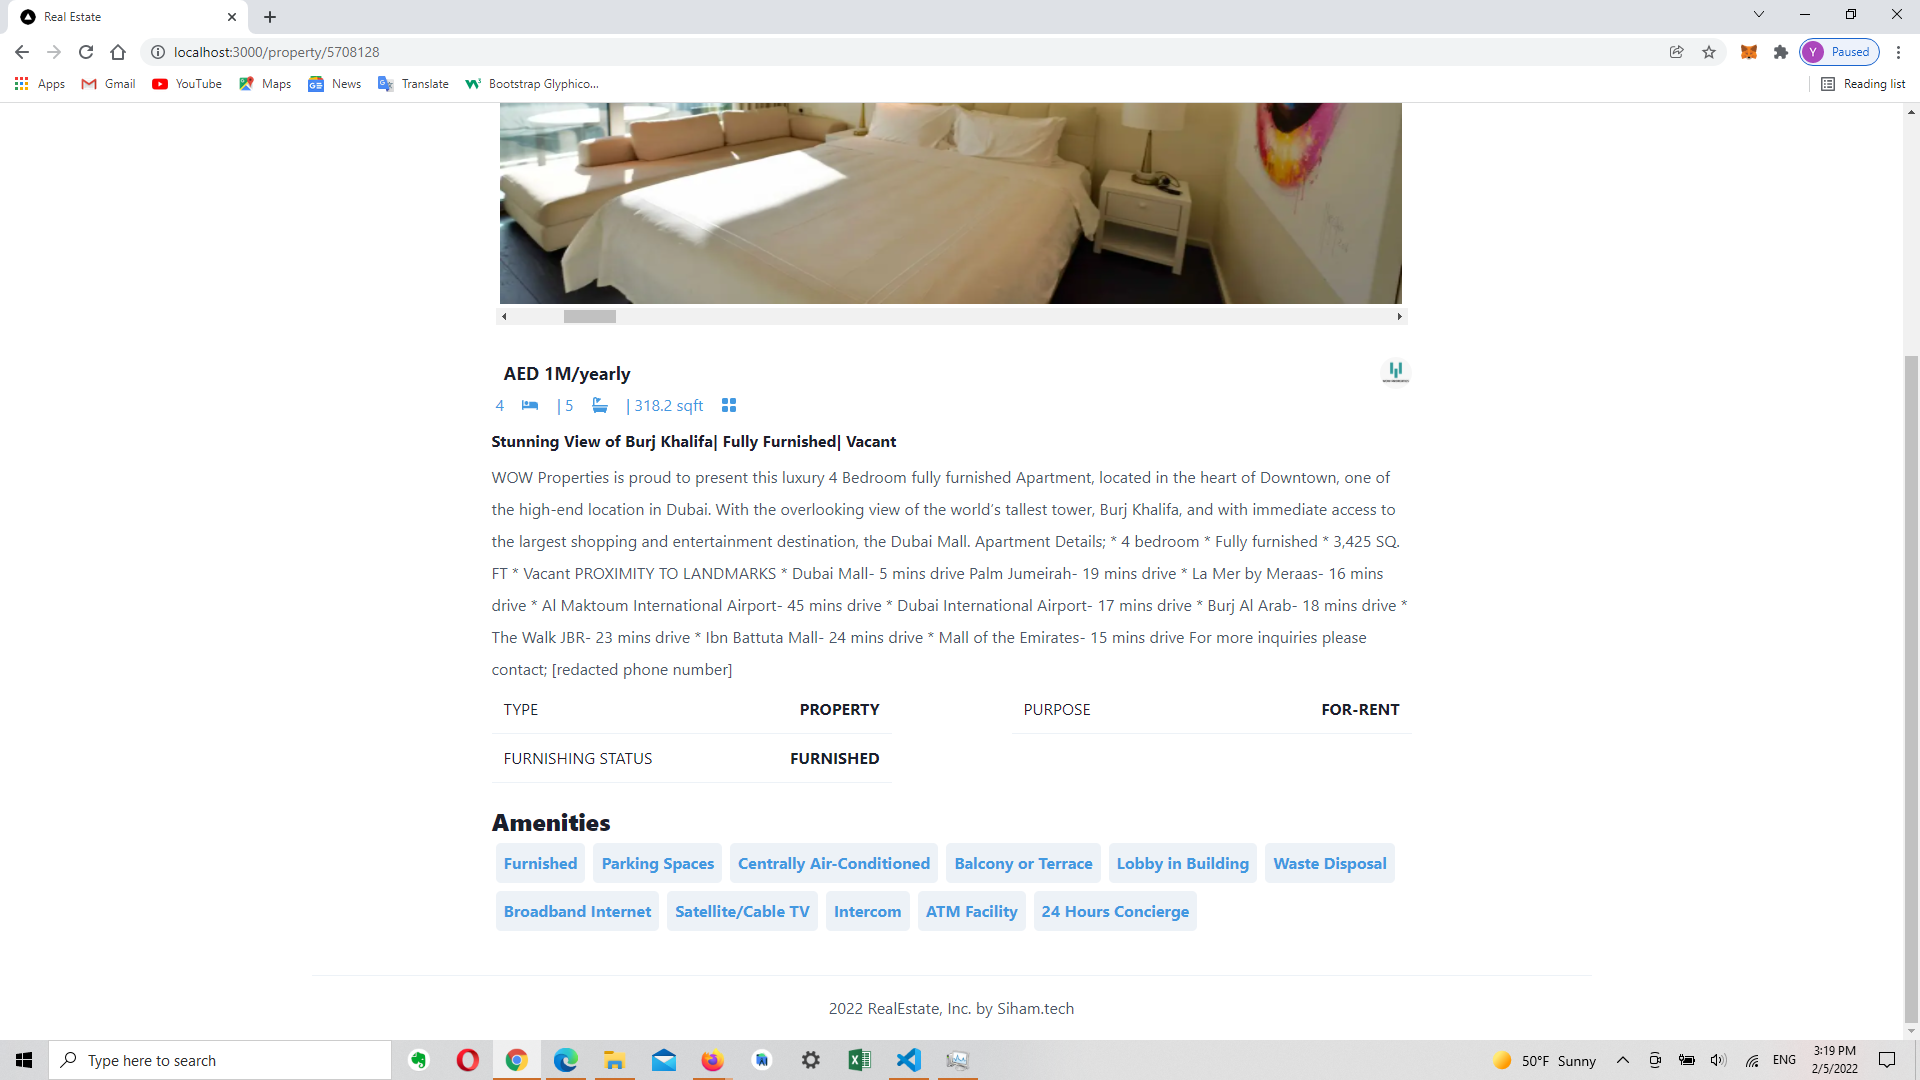 Real Estate
localhost:3000/property/5708128
Y Paused
Apps Gmail YouTube Maps News Translate Bootstrap Glyphico... Reading list
AED 1M/yearly
4 | 5 | 318.2 sqft
Stunning View of Burj Khalifa| Fully Furnished| Vacant
WOW Properties is proud to present this luxury 4 Bedroom fully furnished Apartment, located in the heart of Downtown, one of
the high-end location in Dubai. With the overlooking view of the world's tallest tower, Burj Khalifa, and with immediate access to
the largest shopping and entertainment destination, the Dubai Mall. Apartment Details; * 4 bedroom * Fully furnished * 3,425 SQ.
FT * Vacant PROXIMITY TO LANDMARKS * Dubai Mall- 5 mins drive Palm Jumeirah- 19 mins drive * La Mer by Meraas- 16 mins
drive * Al Maktoum International Airport- 45 mins drive * Dubai International Airport- 17 mins drive * Burj Al Arab- 18 mins drive *
The Walk JBR- 23 mins drive * Ibn Battuta Mall- 24 mins drive * Mall of the Emirates- 15 mins drive For more inquiries please
contact; [redacted phone number]
TYPE PROPERTY PURPOSE FOR-RENT
FURNISHING STATUS FURNISHED
Amenities
Furnished Parking Spaces Centrally Air-Conditioned Balcony or Terrace Lobby in Building Waste Disposal
Broadband Internet Satellite/Cable TV Intercom ATM Facility 24 Hours Concierge
2022 RealEstate, Inc. by Siham.tech
Type here to search
50°F Sunny
ENG
3:19 PM
2/5/2022